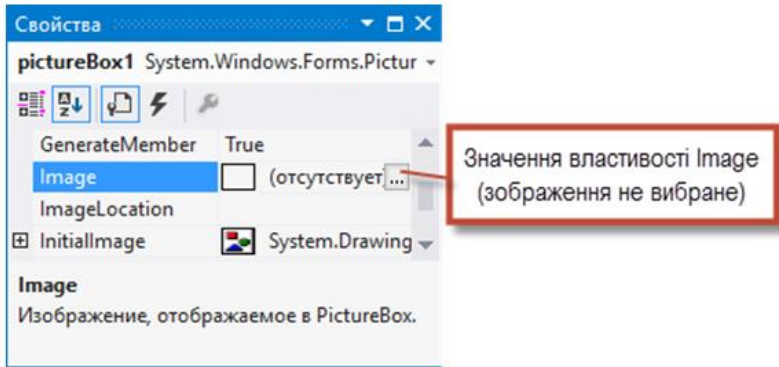 Свойства
pictureBox1 System.Windows.Forms.Pictur
GenerateMember True
Image (отсутствует) ...
ImageLocation
InitialImage System.Drawing
Image
Изображение, отображаемое в PictureBox.
Значення властивості Image
(зображення не вибране)